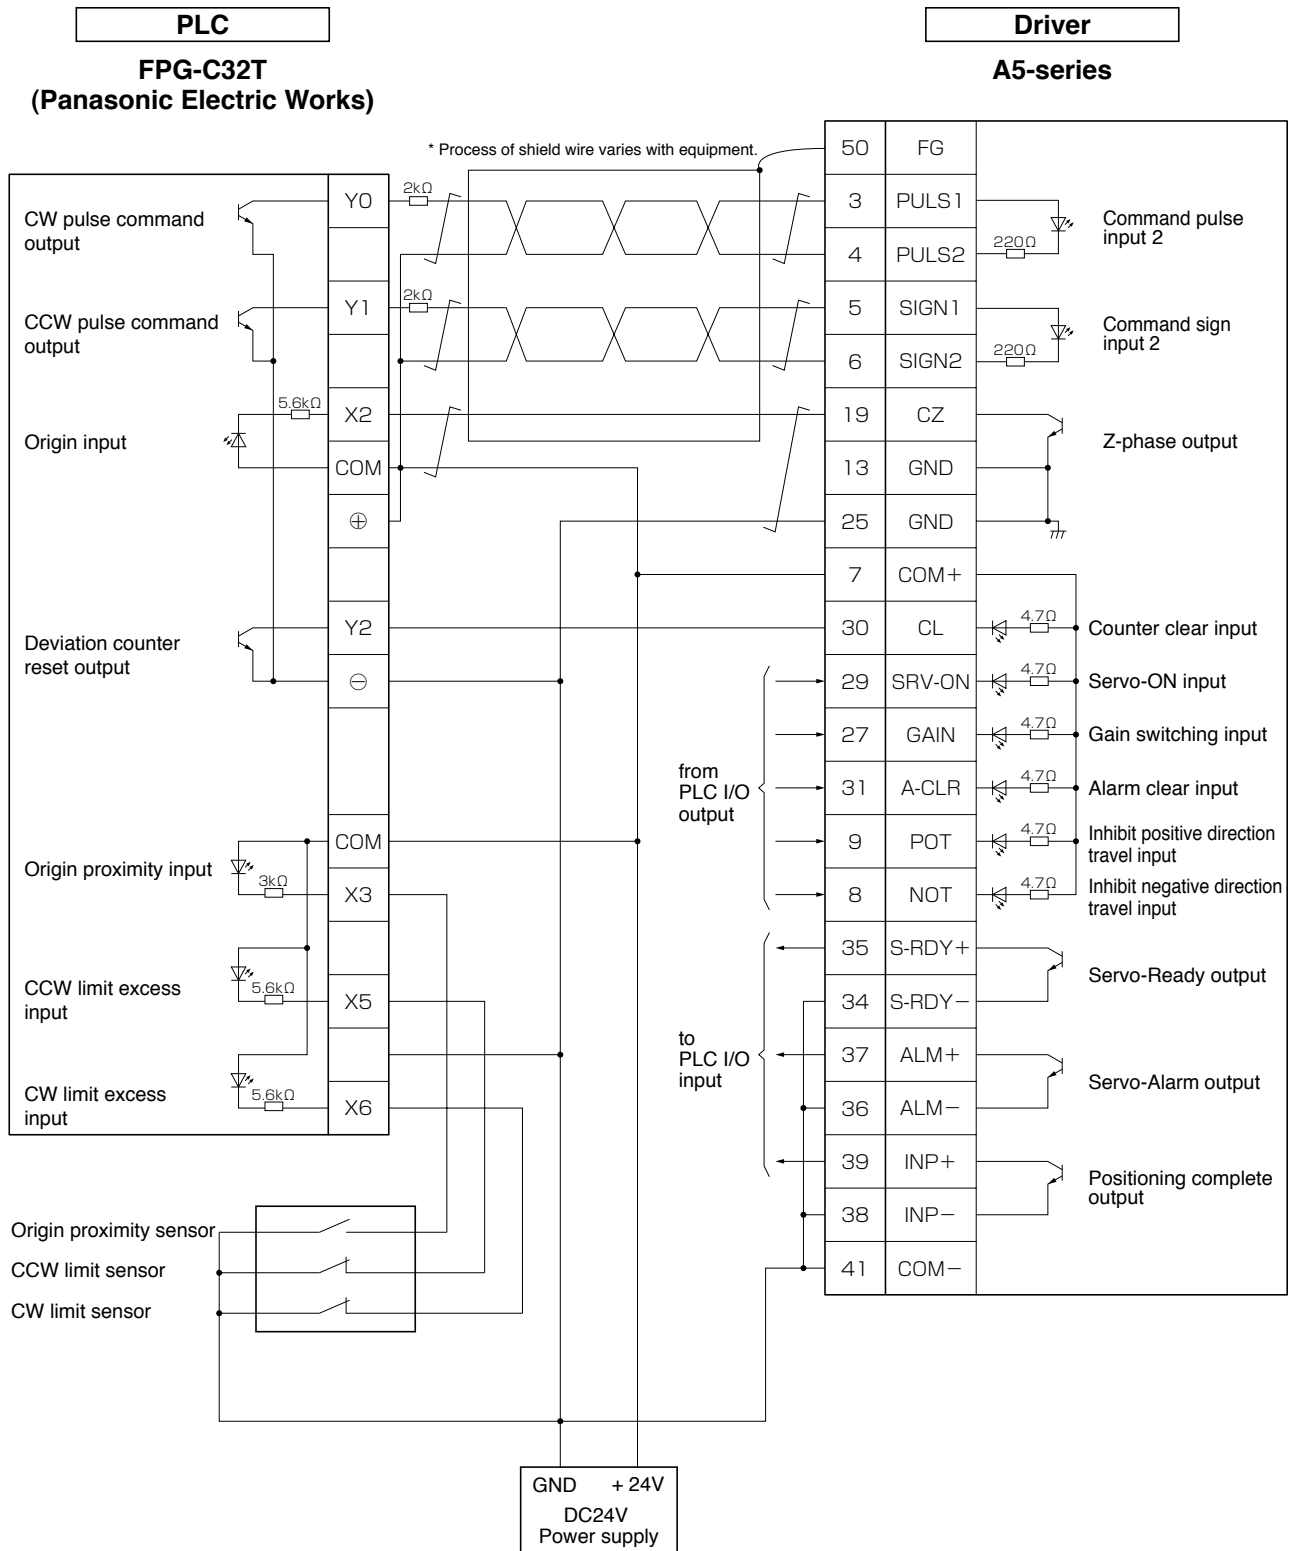 PLC
Driver
FPG-C32T
(Panasonic Electric Works)
A5-series
* Process of shield wire varies with equipment.
50 FG
CW pulse command
output
Y0
2kΩ
3 PULS1
4 PULS2
220Ω
Command pulse
input 2
CCW pulse command
output
Y1
2kΩ
5 SIGN1
6 SIGN2
220Ω
Command sign
input 2
Origin input
5.6kΩ
X2
COM
⊕
19 CZ
13 GND
25 GND
Z-phase output
7 COM+
Deviation counter
reset output
Y2
⊖
30 CL 4.7Ω Counter clear input
29 SRV-ON 4.7Ω Servo-ON input
27 GAIN 4.7Ω Gain switching input
from
PLC I/O
output
31 A-CLR 4.7Ω Alarm clear input
9 POT 4.7Ω Inhibit positive direction
travel input
8 NOT 4.7Ω Inhibit negative direction
travel input
COM
Origin proximity input
3kΩ
X3
CCW limit excess
input
5.6kΩ
X5
CW limit excess
input
5.6kΩ
X6
35 S-RDY+
34 S-RDY−
Servo-Ready output
to
PLC I/O
input
37 ALM+
36 ALM−
Servo-Alarm output
39 INP+
38 INP−
Positioning complete
output
41 COM−
Origin proximity sensor
CCW limit sensor
CW limit sensor
GND + 24V
DC24V
Power supply